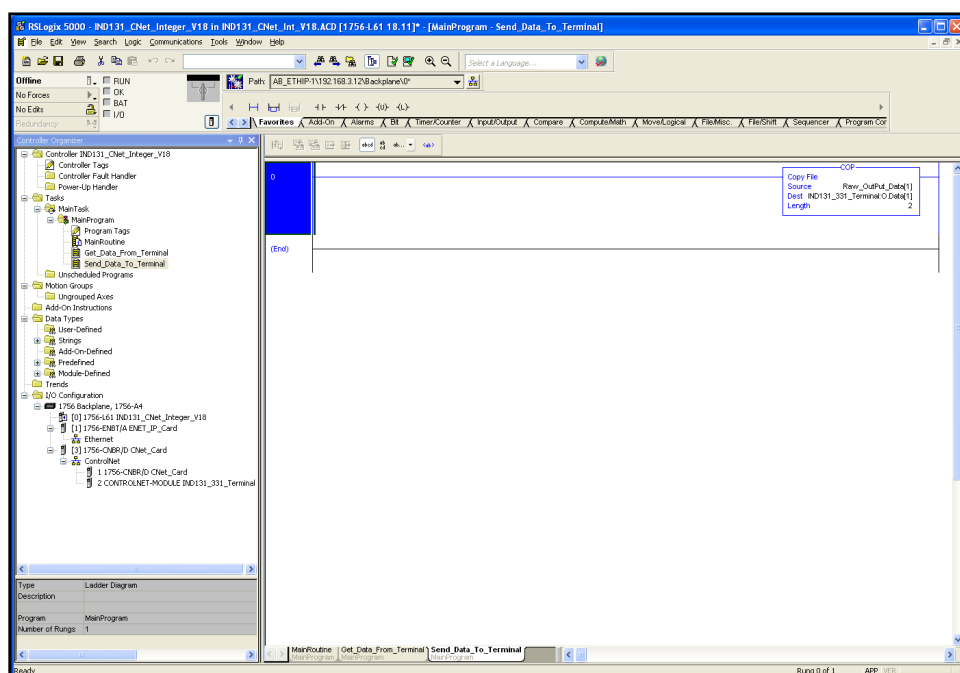 RSLogix 5000 - IND131_CNet_Integer_V18 in IND131_CNet_Int_V18.ACD [1756-L61 18.11]* - [MainProgram - Send_Data_To_Terminal]
File Edit View Search Logic Communications Tools Window Help
Select a Language...
Offline
RUN
No Forces
OK
BAT
No Edits
I/O
Redundancy
Path: AB_ETHIP-1\192.168.3.12\Backplane\0*
Favorites Add-On Alarms Bit Timer/Counter Input/Output Compare Compute/Math Move/Logical File/Misc. File/Shift Sequencer Program Con
Controller Organizer
Controller IND131_CNet_Integer_V18
Controller Tags
Controller Fault Handler
Power-Up Handler
Tasks
MainTask
MainProgram
Program Tags
MainRoutine
Get_Data_From_Terminal
Send_Data_To_Terminal
Unscheduled Programs
Motion Groups
Ungrouped Axes
Add-On Instructions
Data Types
User-Defined
Strings
Add-On-Defined
Predefined
Module-Defined
Trends
I/O Configuration
1756 Backplane, 1756-A4
[0] 1756-L61 IND131_CNet_Integer_V18
[1] 1756-ENBT/A ENET_IP_Card
Ethernet
[3] 1756-CNBR/D CNet_Card
ControlNet
1 1756-CNBR/D CNet_Card
2 CONTROLNET-MODULE IND131_331_Terminal
Type Ladder Diagram
Description
Program MainProgram
Number of Rungs 1
0
COP
Copy File
Source Raw_OutPut_Data[1]
Dest IND131_331_Terminal:O.Data[1]
Length 2
(End)
MainRoutine Get_Data_From_Terminal Send_Data_To_Terminal
MainProgram MainProgram MainProgram
Ready
Rung 0 of 1 APP VER